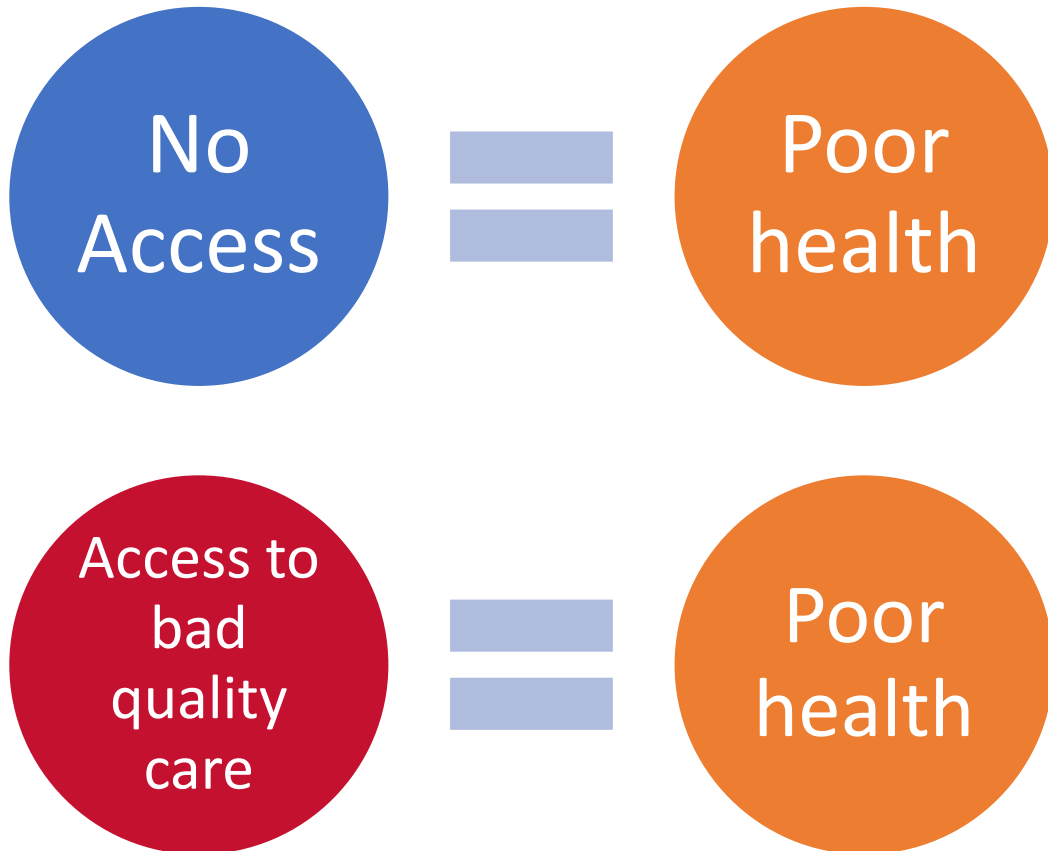 No
Access
Poor
health
Access to
bad
quality
care
Poor
health